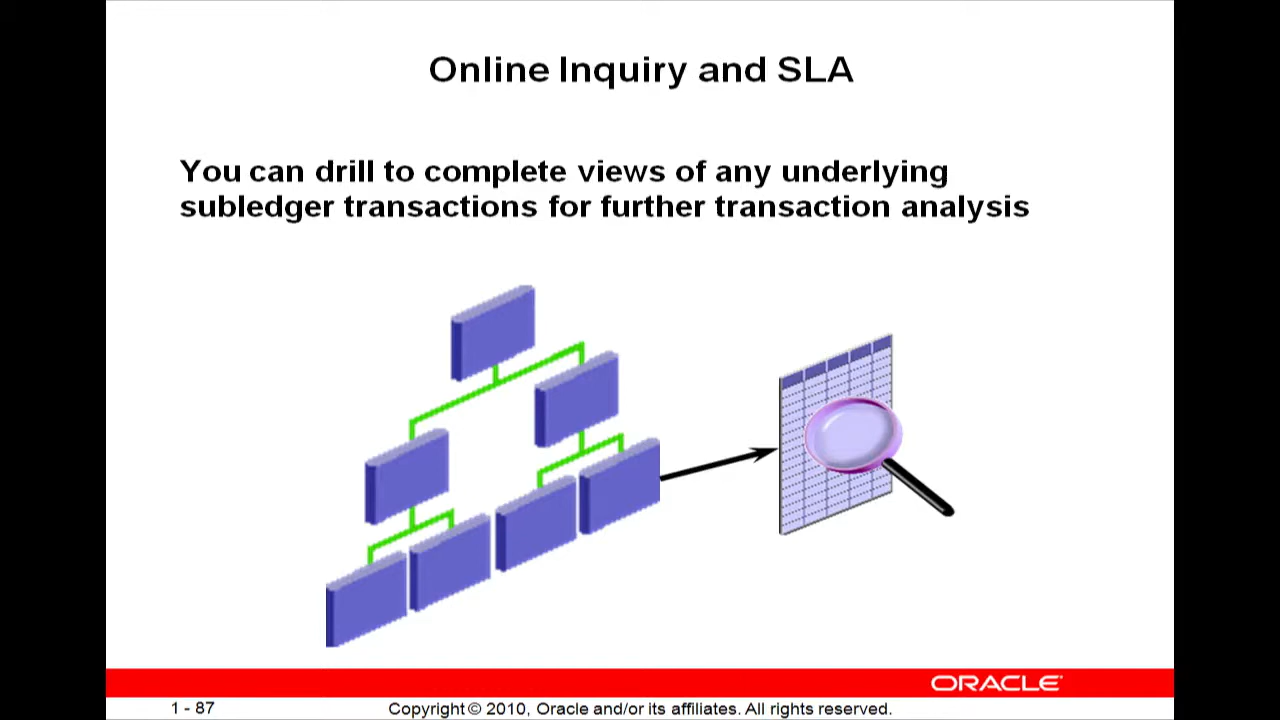 Online Inquiry and SLA
You can drill to complete views of any underlying
subledger transactions for further transaction analysis
ORACLE
1 - 87
Copyright © 2010, Oracle and/or its affiliates. All rights reserved.